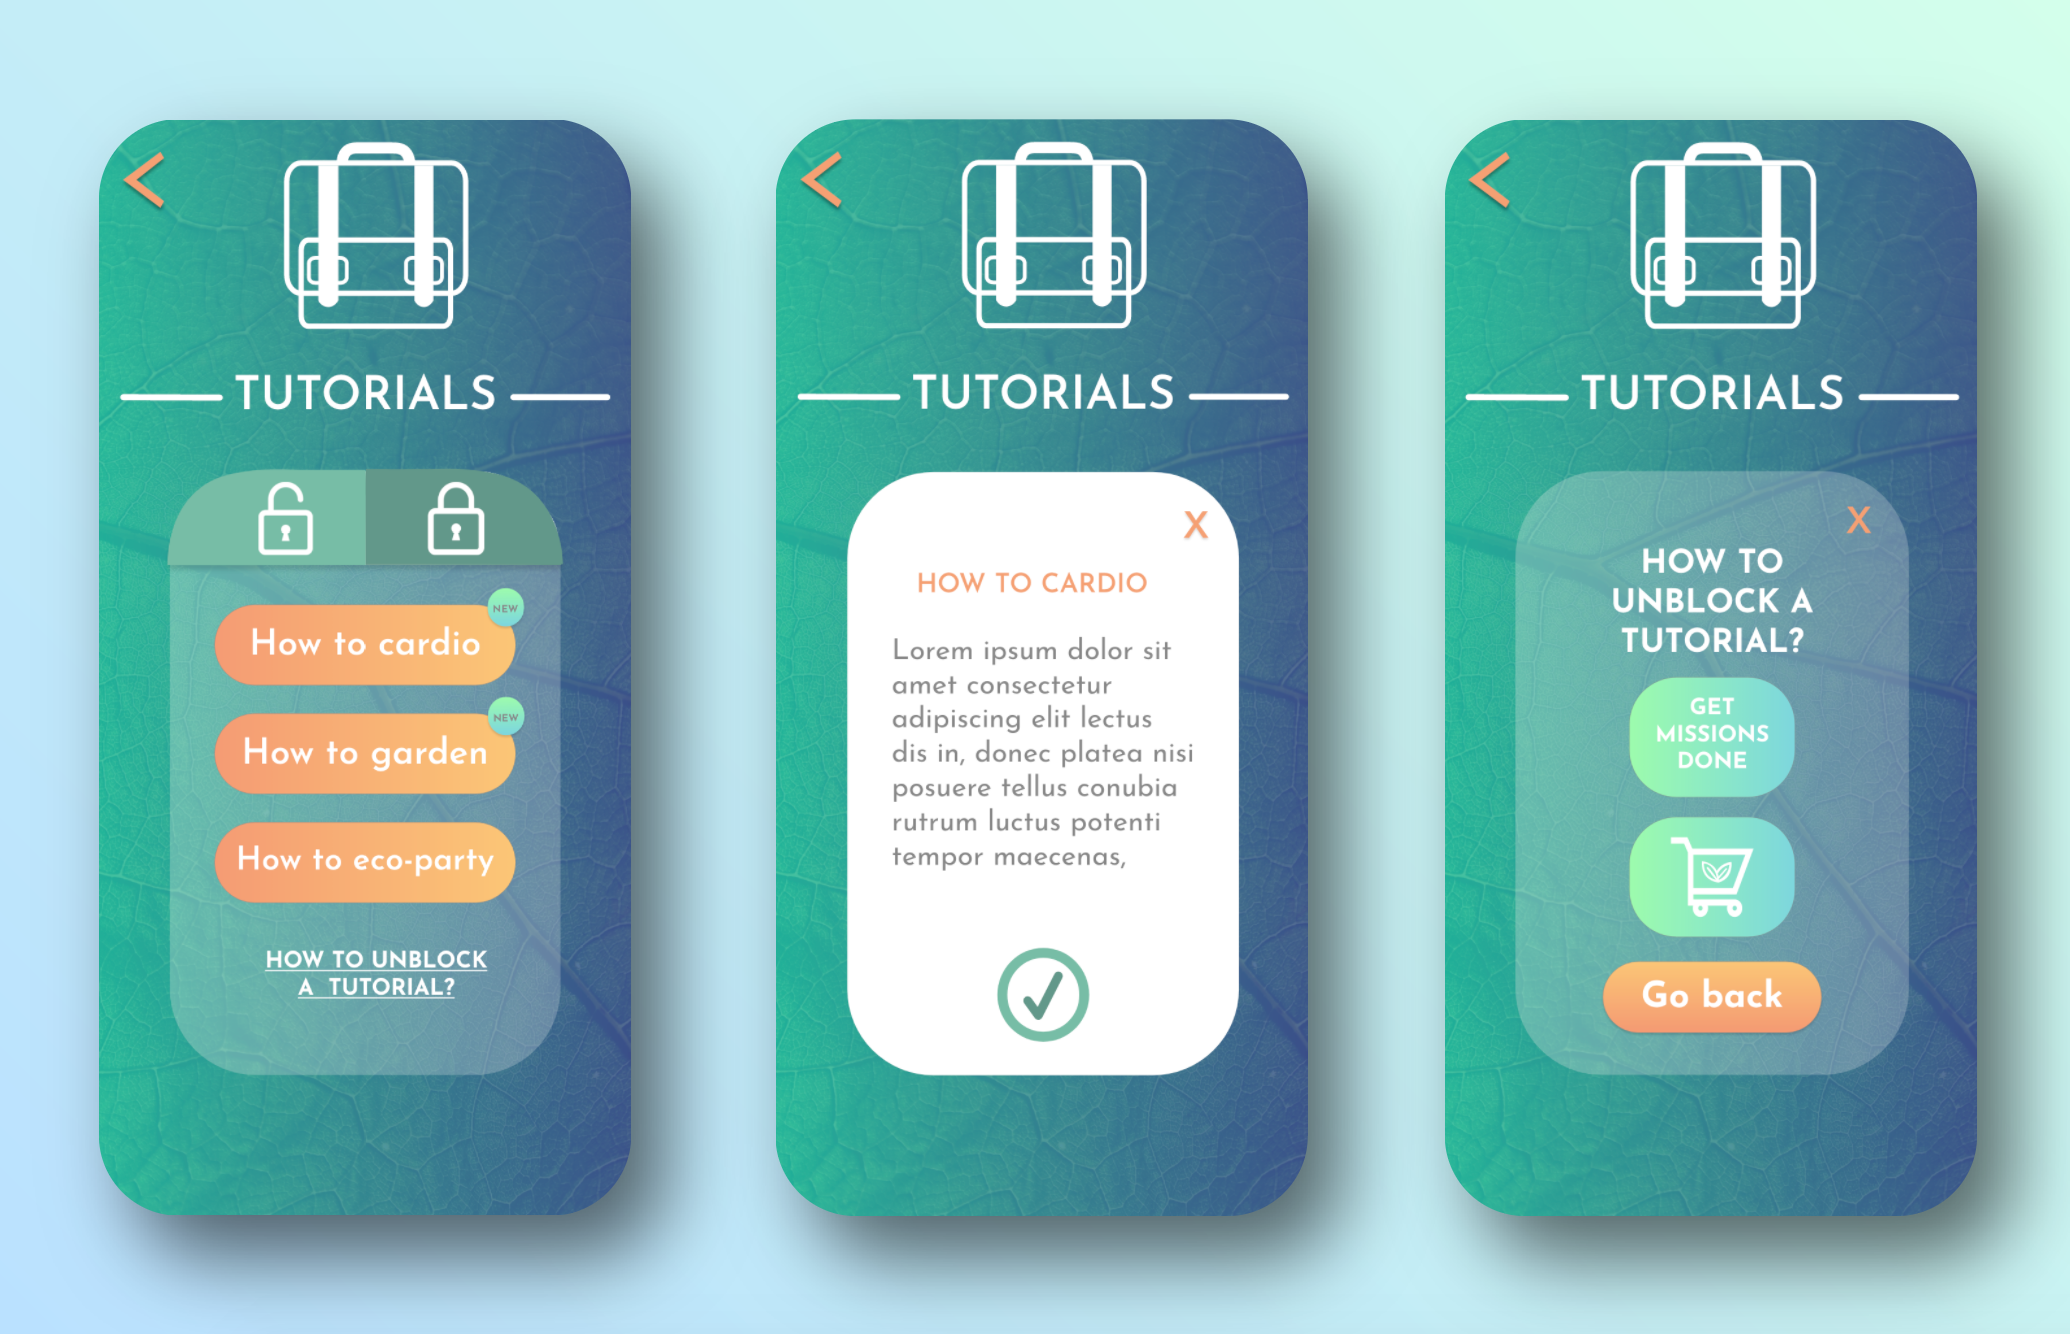 TUTORIALS
How to cardio
NEW
How to garden
NEW
How to eco-party
HOW TO UNBLOCK
A TUTORIAL?
TUTORIALS
X
HOW TO CARDIO
Lorem ipsum dolor sit
amet consectetur
adipiscing elit lectus
dis in, donec platea nisi
posuere tellus conubia
rutrum luctus potenti
tempor maecenas,
TUTORIALS
X
HOW TO
UNBLOCK A
TUTORIAL?
GET
MISSIONS
DONE
Go back